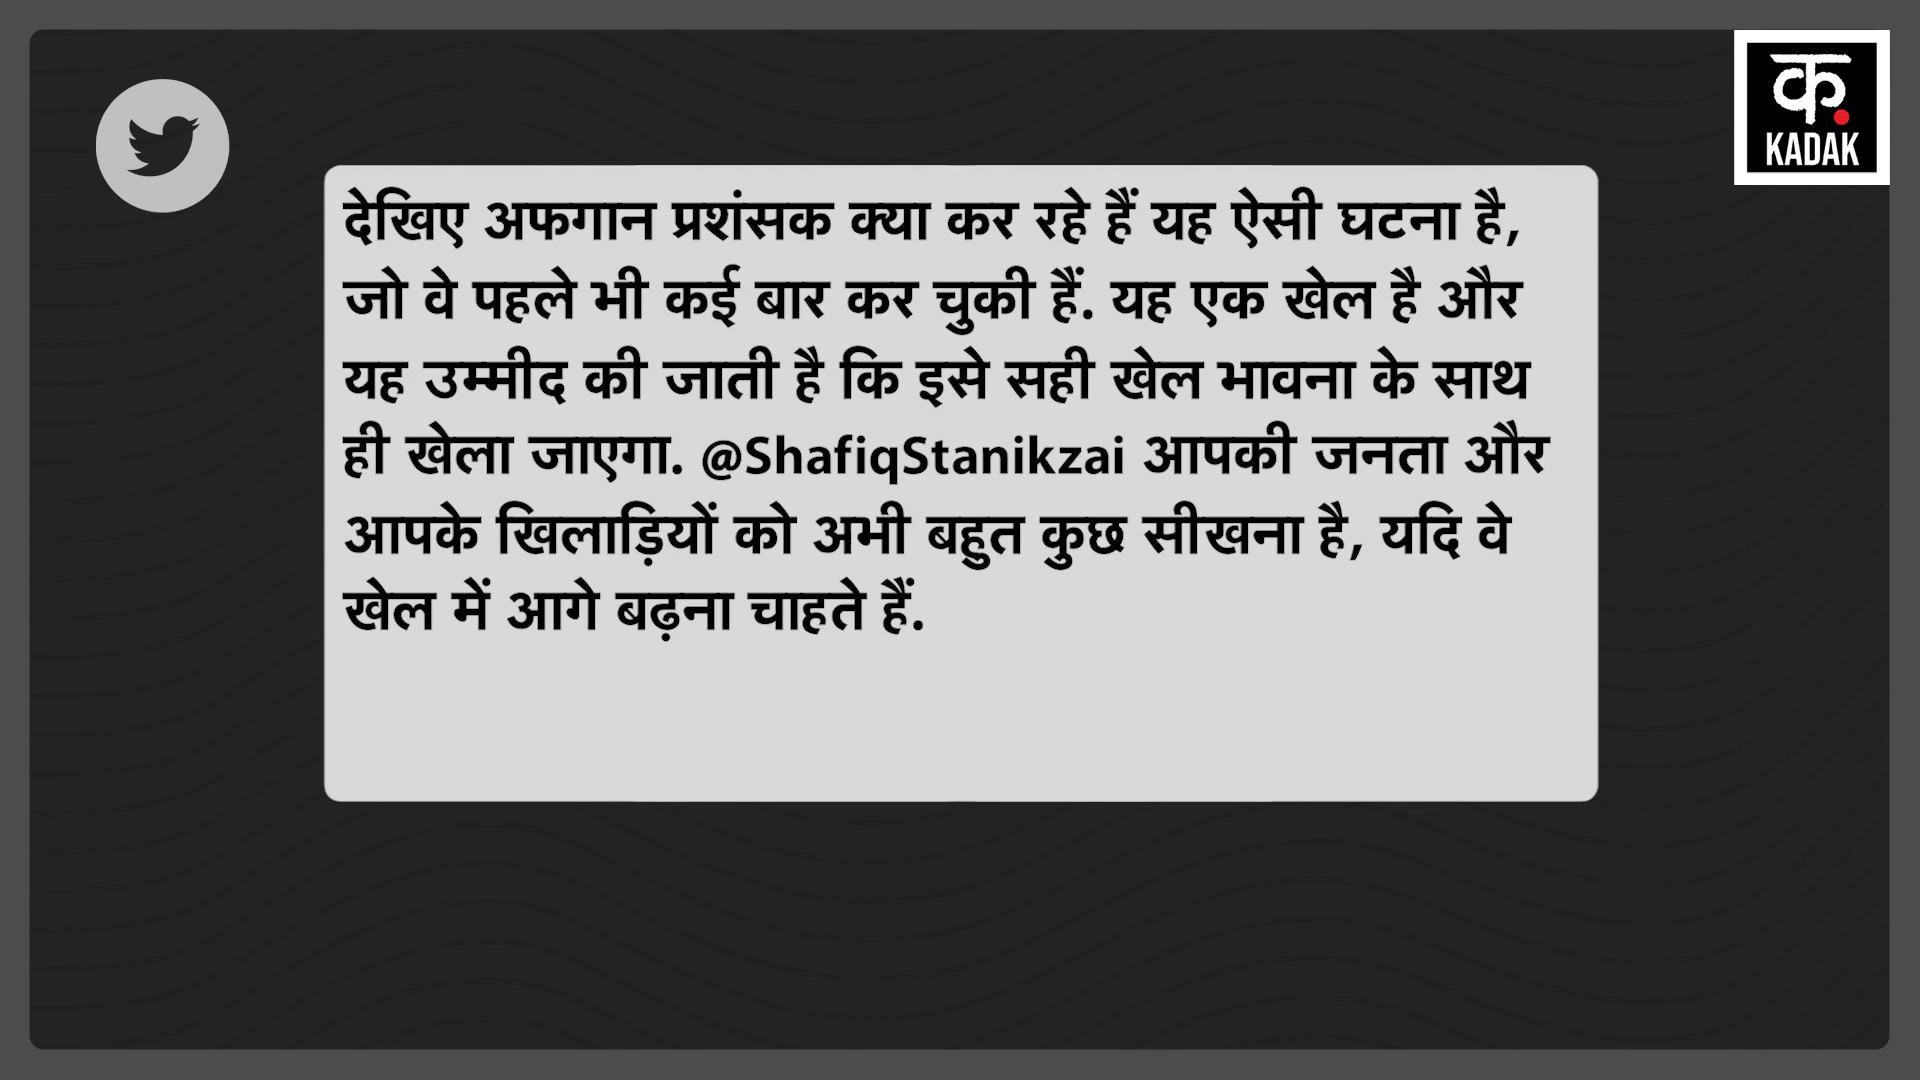 क.
KADAK
देखिए अफगान प्रशंसक क्या कर रहे हैं यह ऐसी घटना है,
जो वे पहले भी कई बार कर चुकी हैं. यह एक खेल है और
यह उम्मीद की जाती है कि इसे सही खेल भावना के साथ
ही खेला जाएगा. @ShafiqStanikzai आपकी जनता और
आपके खिलाड़ियों को अभी बहुत कुछ सीखना है, यदि वे
खेल में आगे बढ़ना चाहते हैं.